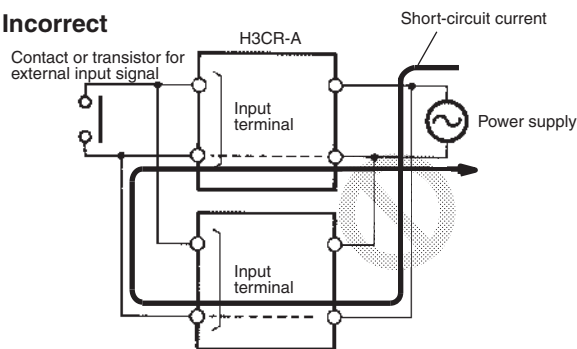 Incorrect
Short-circuit current
H3CR-A
Contact or transistor for
external input signal
Input
terminal
Power supply
Input
terminal